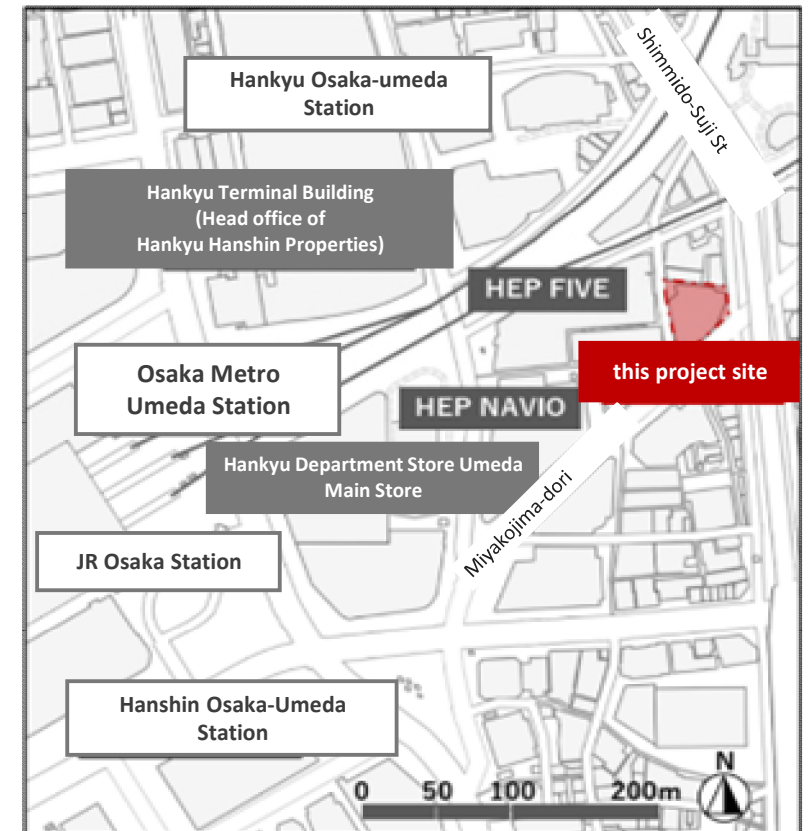 Shimmido-Suji St
Hankyu Osaka-umeda
Station
Hankyu Terminal Building
(Head office of
Hankyu Hanshin Properties)
HEP FIVE
Osaka Metro
Umeda Station
this project site
HEP NAVIO
Hankyu Department Store Umeda
Main Store
Miyakojima-dori
JR Osaka Station
Hanshin Osaka-Umeda
Station
N
0 50 100 200m